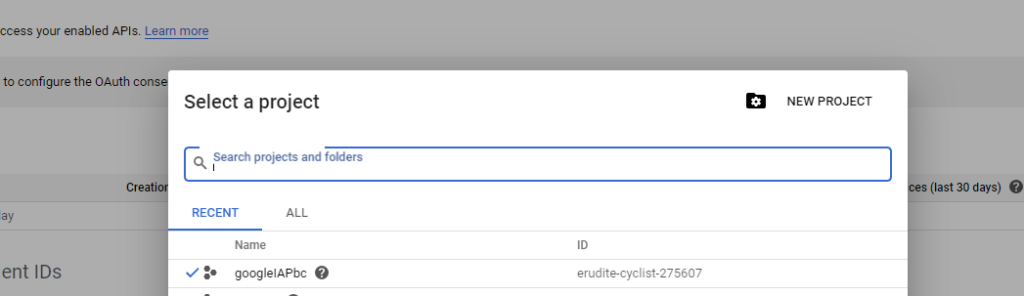 ccess your enabled APIs. Learn more
to configure the OAuth conse
Select a project
NEW PROJECT
Search projects and folders
Creation
ces (last 30 days)
RECENT ALL
lay
Name ID
ent IDs
googleIAPbc
erudite-cyclist-275607